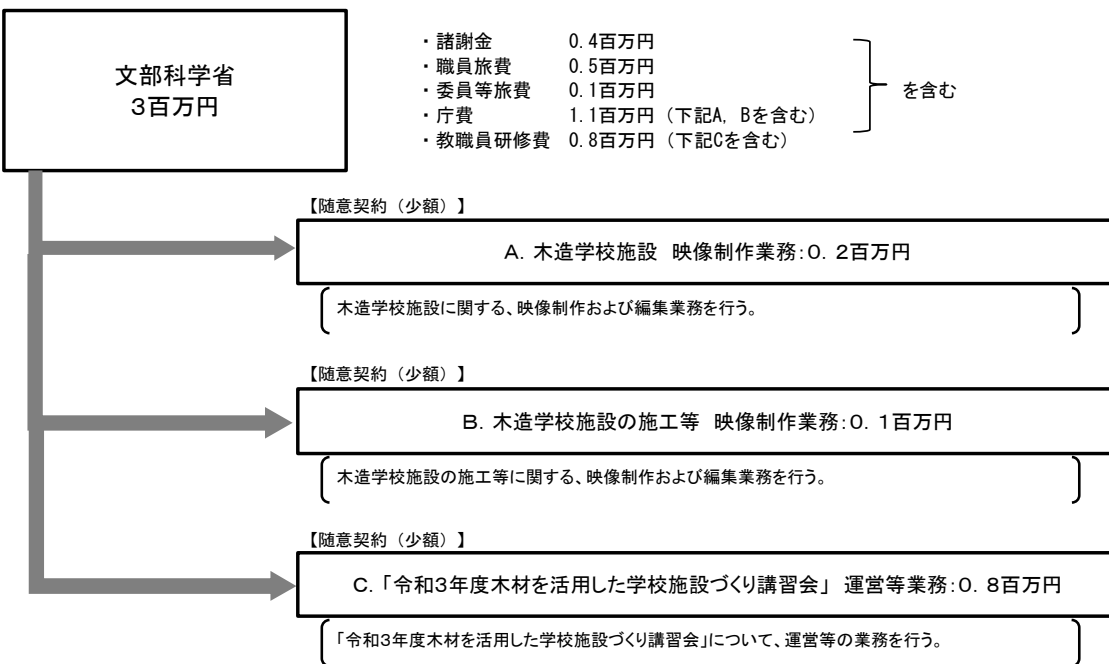 文部科学省
3百万円
・諸謝金 0.4百万円
・職員旅費 0.5百万円
・委員等旅費 0.1百万円
・庁費 1.1百万円（下記A, Bを含む）
・教職員研修費 0.8百万円（下記Cを含む）
を含む
【随意契約（少額）】
A. 木造学校施設 映像制作業務:0. 2百万円
木造学校施設に関する、映像制作および編集業務を行う。
【随意契約（少額）】
B. 木造学校施設の施工等 映像制作業務:0. 1百万円
木造学校施設の施工等に関する、映像制作および編集業務を行う。
【随意契約（少額）】
C. 「令和3年度木材を活用した学校施設づくり講習会」 運営等業務:0. 8百万円
「令和3年度木材を活用した学校施設づくり講習会」について、運営等の業務を行う。